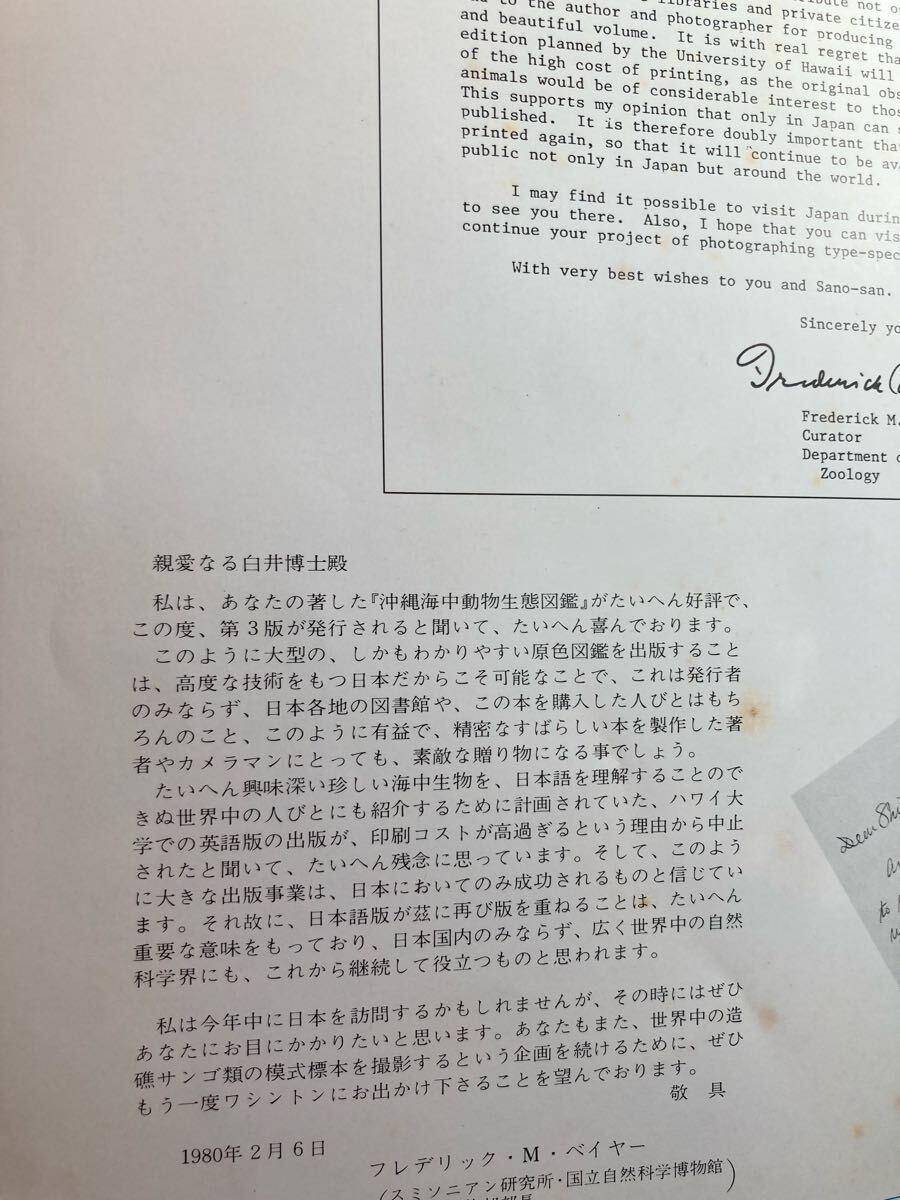 libraries and private citize
to the author and photographer for producing
and beautiful volume. It is with real regret tha
edition planned by the University of Hawaii will
of the high cost of printing, as the original obs
animals would be of considerable interest to thos
This supports my opinion that only in Japan can s
published. It is therefore doubly important tha
printed again, so that it will continue to be ava
public not only in Japan but around the world.
I may find it possible to visit Japan durin
to see you there. Also, I hope that you can vis
continue your project of photographing type-spec
With very best wishes to you and Sano-san.
Sincerely yo
Frederick
Frederick M.
Curator
Department o
Zoology
親愛なる白井博士殿
私は、あなたの著した『沖縄海中動物生態図鑑』がたいへん好評で、
この度、第3版が発行されると聞いて、たいへん喜んでおります。
このように大型の、しかもわかりやすい原色図鑑を出版すること
は、高度な技術をもつ日本だからこそ可能なことで、これは発行者
のみならず、日本各地の図書館や、この本を購入した人びとはもち
ろんのこと、このように有益で、精密なすばらしい本を製作した著
者やカメラマンにとっても、素敵な贈り物になる事でしょう。
たいへん興味深い珍しい海中生物を、日本語を理解することので
きぬ世界中の人びとにも紹介するために計画されていた、ハワイ大
学での英語版の出版が、印刷コストが高過ぎるという理由から中止
されたと聞いて、たいへん残念に思っています。そして、このよう
に大きな出版事業は、日本においてのみ成功されるものと信じてい
ます。それ故に、日本語版が茲に再び版を重ねることは、たいへん
重要な意味をもっており、日本国内のみならず、広く世界中の自然
科学界にも、これから継続して役立つものと思われます。
私は今年中に日本を訪問するかもしれませんが、その時にはぜひ
あなたにお目にかかりたいと思います。あなたもまた、世界中の造
礁サンゴ類の模式標本を撮影するという企画を続けるために、ぜひ
もう一度ワシントンにお出かけ下さることを望んでおります。
敬具
1980年2月6日
フレデリック・M・ベイヤー
(スミソニアン研究所・国立自然科学博物館)
Dear Shi
to